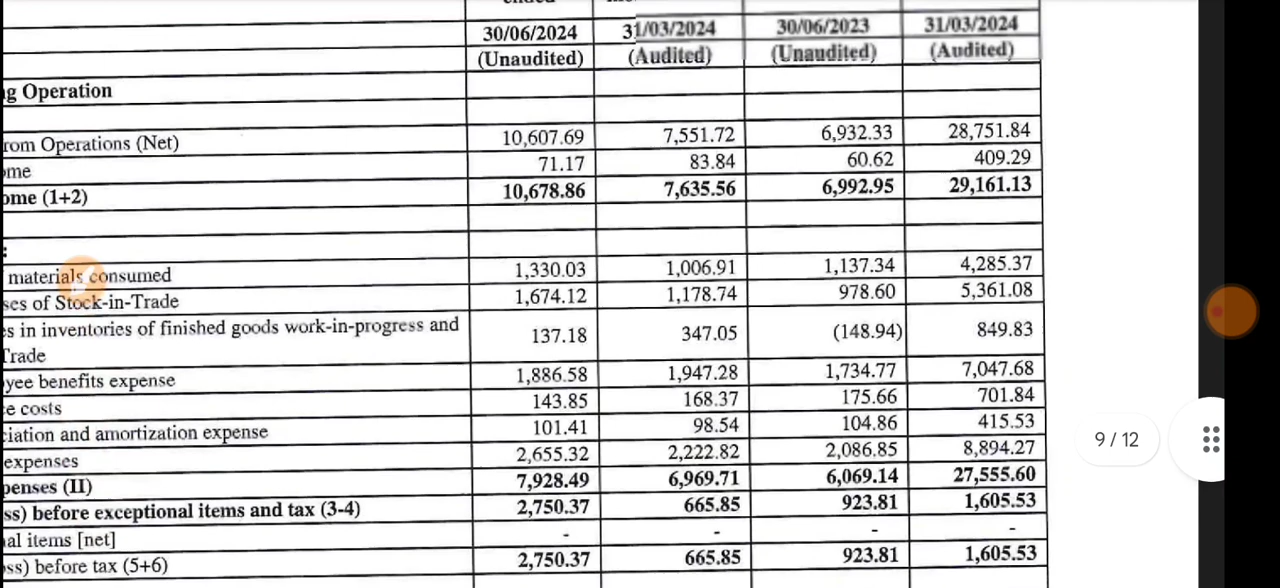 30/06/2024 31/03/2024 30/06/2023 31/03/2024
(Unaudited) (Audited) (Unaudited) (Audited)
g Operation
rom Operations (Net) 10,607.69 7,551.72 6,932.33 28,751.84
ome 71.17 83.84 60.62 409.29
ome (1+2) 10,678.86 7,635.56 6,992.95 29,161.13
:
materials consumed 1,330.03 1,006.91 1,137.34 4,285.37
ses of Stock-in-Trade 1,674.12 1,178.74 978.60 5,361.08
s in inventories of finished goods work-in-progress and
Trade 137.18 347.05 (148.94) 849.83
yee benefits expense 1,886.58 1,947.28 1,734.77 7,047.68
e costs 143.85 168.37 175.66 701.84
ciation and amortization expense 101.41 98.54 104.86 415.53
expenses 2,655.32 2,222.82 2,086.85 8,894.27
penses (II) 7,928.49 6,969.71 6,069.14 27,555.60
ss) before exceptional items and tax (3-4) 2,750.37 665.85 923.81 1,605.53
al items [net] - - - -
ss) before tax (5+6) 2,750.37 665.85 923.81 1,605.53
9 / 12